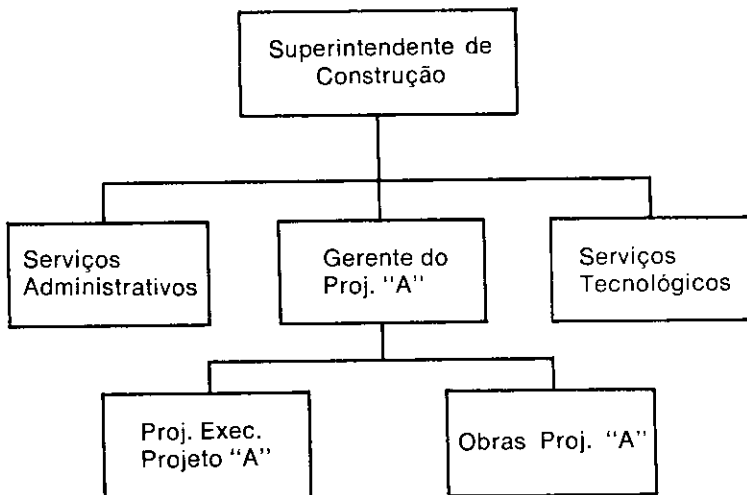 Superintendente de
Construção
Serviços
Administrativos
Gerente do
Proj. "A"
Serviços
Tecnológicos
Proj. Exec.
Projeto "A"
Obras Proj. "A"